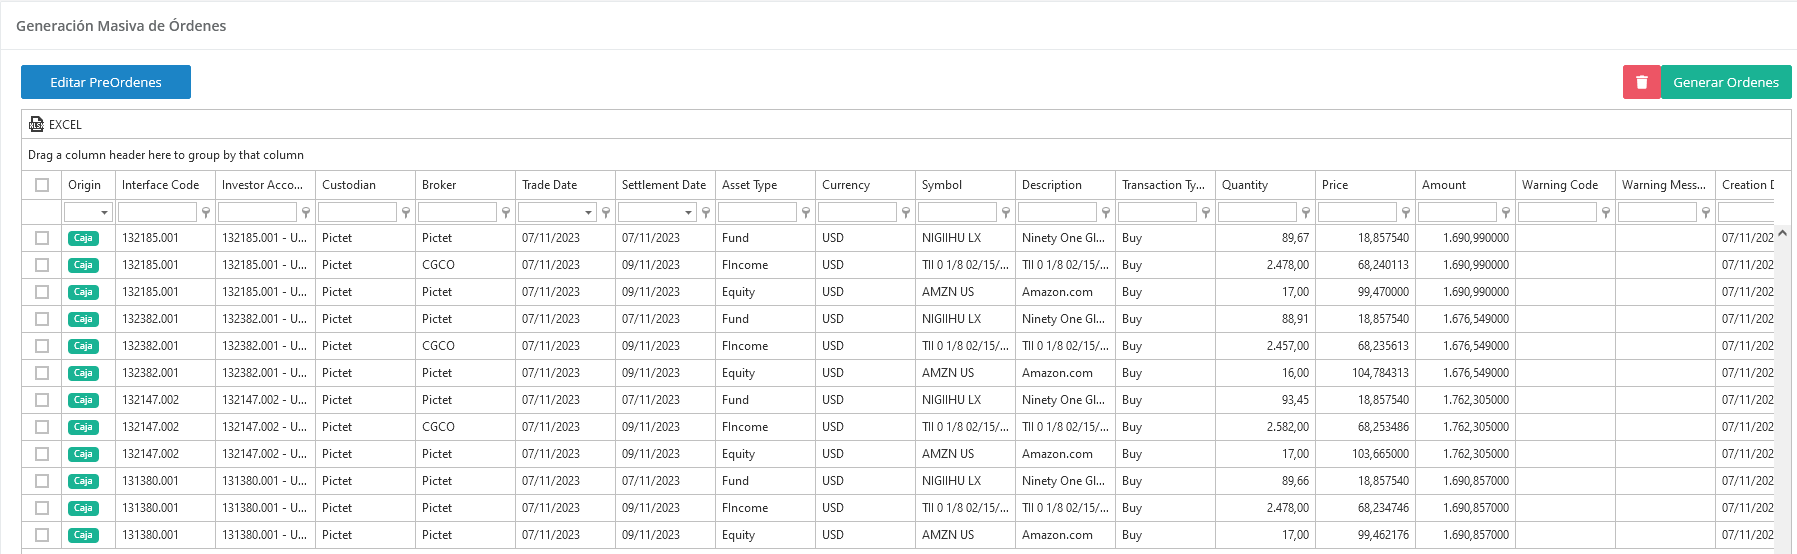 Generación Masiva de Órdenes
Editar PreOrdenes
Generar Ordenes
EXCEL
Drag a column header here to group by that column
Origin Interface Code Investor Acco... Custodian Broker Trade Date Settlement Date Asset Type Currency Symbol Description Transaction Ty... Quantity Price Amount Warning Code Warning Mess... Creation D
Caja 132185.001 132185.001 - U... Pictet Pictet 07/11/2023 07/11/2023 Fund USD NIGIIHU LX Ninety One Gl... Buy 89,67 18,857540 1.690,990000 07/11/202
Caja 132185.001 132185.001 - U... Pictet CGCO 07/11/2023 09/11/2023 FIncome USD TII 0 1/8 02/15/... TII 0 1/8 02/15/... Buy 2.478,00 68,240113 1.690,990000 07/11/202
Caja 132185.001 132185.001 - U... Pictet Pictet 07/11/2023 09/11/2023 Equity USD AMZN US Amazon.com Buy 17,00 99,470000 1.690,990000 07/11/202
Caja 132382.001 132382.001 - U... Pictet Pictet 07/11/2023 07/11/2023 Fund USD NIGIIHU LX Ninety One Gl... Buy 88,91 18,857540 1.676,549000 07/11/202
Caja 132382.001 132382.001 - U... Pictet CGCO 07/11/2023 09/11/2023 FIncome USD TII 0 1/8 02/15/... TII 0 1/8 02/15/... Buy 2.457,00 68,235613 1.676,549000 07/11/202
Caja 132382.001 132382.001 - U... Pictet Pictet 07/11/2023 09/11/2023 Equity USD AMZN US Amazon.com Buy 16,00 104,784313 1.676,549000 07/11/202
Caja 132147.002 132147.002 - U... Pictet Pictet 07/11/2023 07/11/2023 Fund USD NIGIIHU LX Ninety One Gl... Buy 93,45 18,857540 1.762,305000 07/11/202
Caja 132147.002 132147.002 - U... Pictet CGCO 07/11/2023 09/11/2023 FIncome USD TII 0 1/8 02/15/... TII 0 1/8 02/15/... Buy 2.582,00 68,253486 1.762,305000 07/11/202
Caja 132147.002 132147.002 - U... Pictet Pictet 07/11/2023 09/11/2023 Equity USD AMZN US Amazon.com Buy 17,00 103,665000 1.762,305000 07/11/202
Caja 131380.001 131380.001 - U... Pictet Pictet 07/11/2023 07/11/2023 Fund USD NIGIIHU LX Ninety One Gl... Buy 89,66 18,857540 1.690,857000 07/11/202
Caja 131380.001 131380.001 - U... Pictet Pictet 07/11/2023 09/11/2023 FIncome USD TII 0 1/8 02/15/... TII 0 1/8 02/15/... Buy 2.478,00 68,234746 1.690,857000 07/11/202
Caja 131380.001 131380.001 - U... Pictet Pictet 07/11/2023 09/11/2023 Equity USD AMZN US Amazon.com Buy 17,00 99,462176 1.690,857000 07/11/202